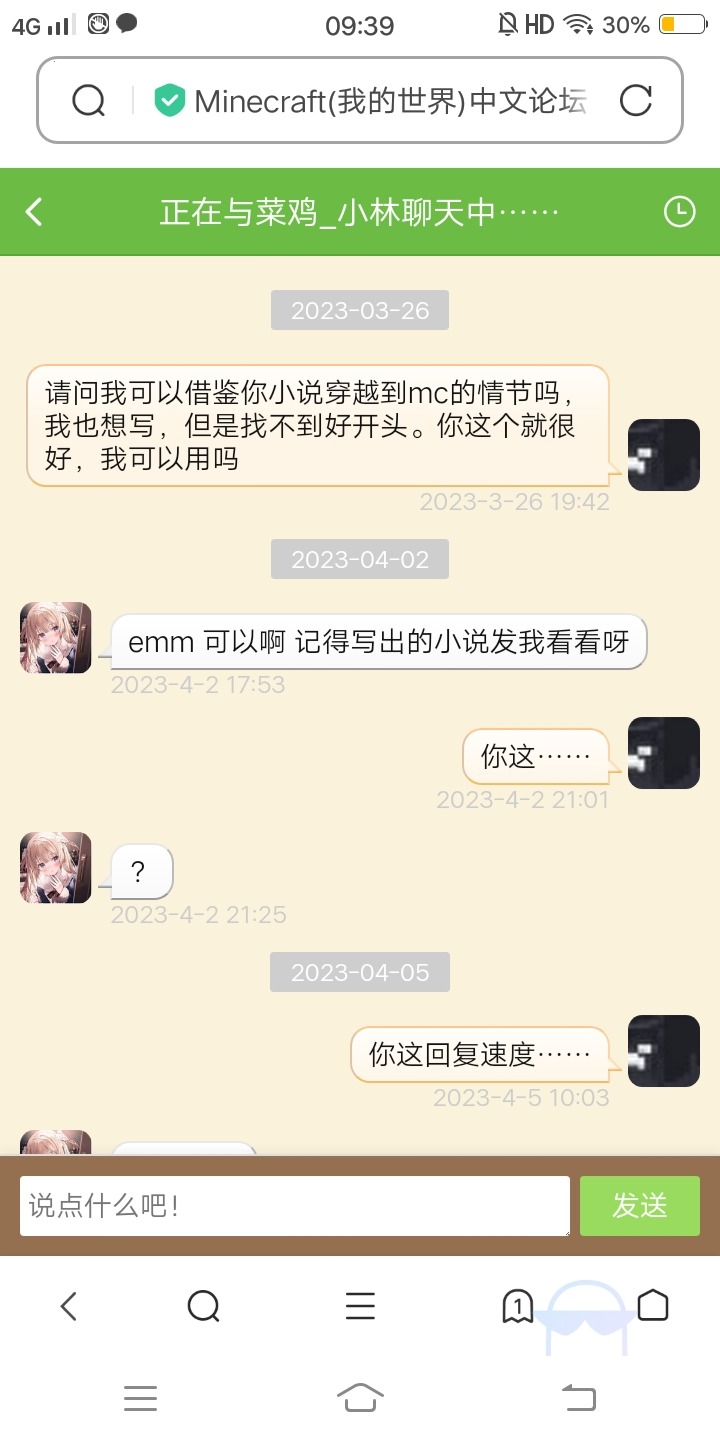 4G 09:39 HD 30%
Minecraft(我的世界)中文论坛
正在与菜鸡_小林聊天中……
2023-03-26
请问我可以借鉴你小说穿越到mc的情节吗，
我也想写，但是找不到好开头。你这个就很
好，我可以用吗
2023-3-26 19:42
2023-04-02
emm 可以啊 记得写出的小说发我看看呀
2023-4-2 17:53
你这……
2023-4-2 21:01
？
2023-4-2 21:25
2023-04-05
你这回复速度……
2023-4-5 10:03
说点什么吧！
发送
1